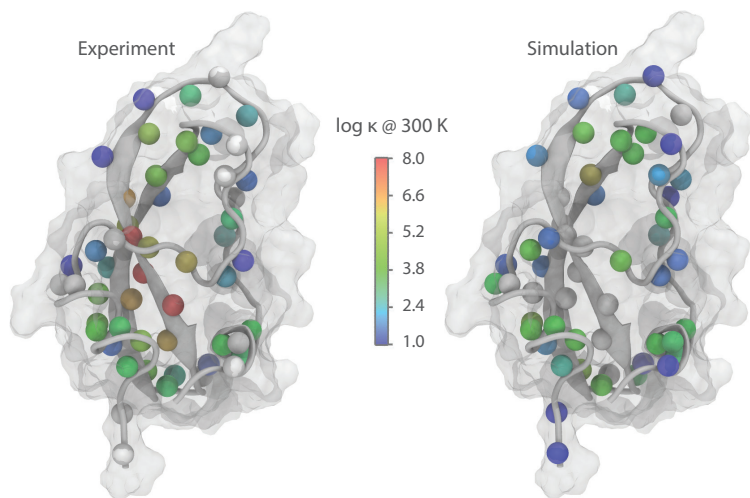 Experiment
Simulation
log κ @ 300 K
8.0
6.6
5.2
3.8
2.4
1.0